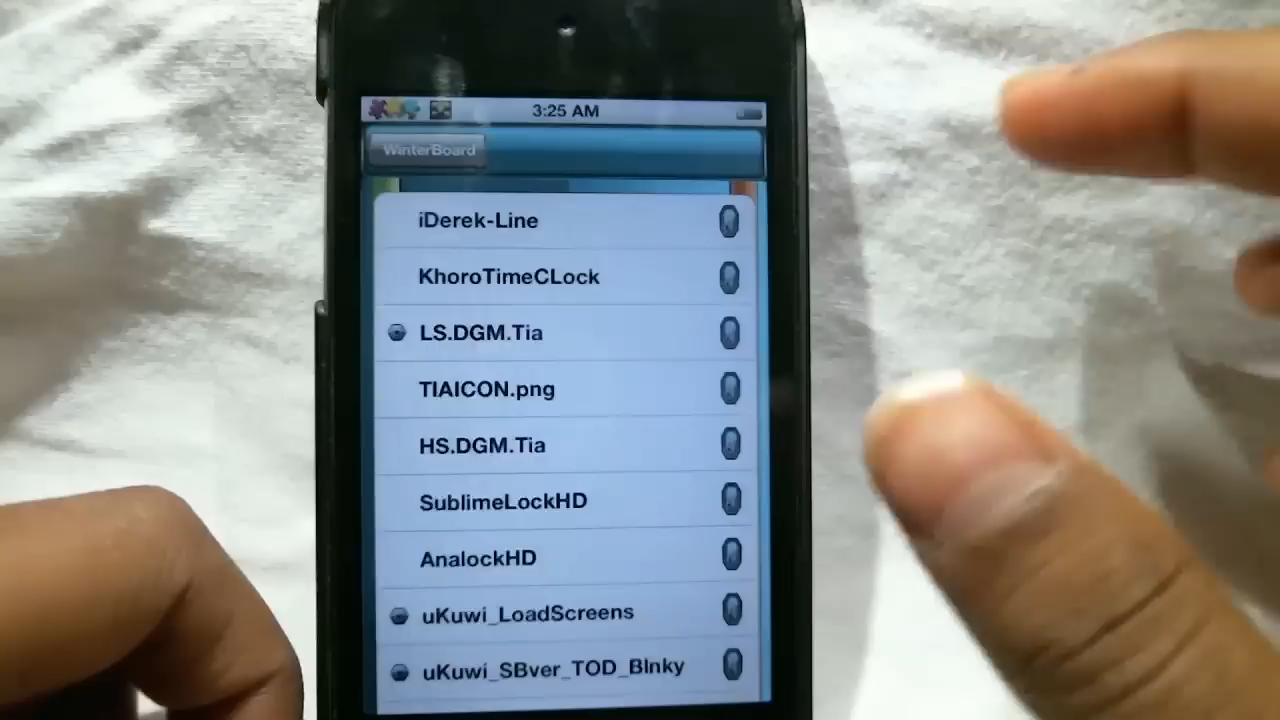 3:25 AM
WinterBoard
iDerek-Line
KhoroTimeCLock
LS.DGM.Tia
TIAICON.png
HS.DGM.Tia
SublimeLockHD
AnalockHD
uKuwi_LoadScreens
uKuwi_SBver_TOD_Blnky